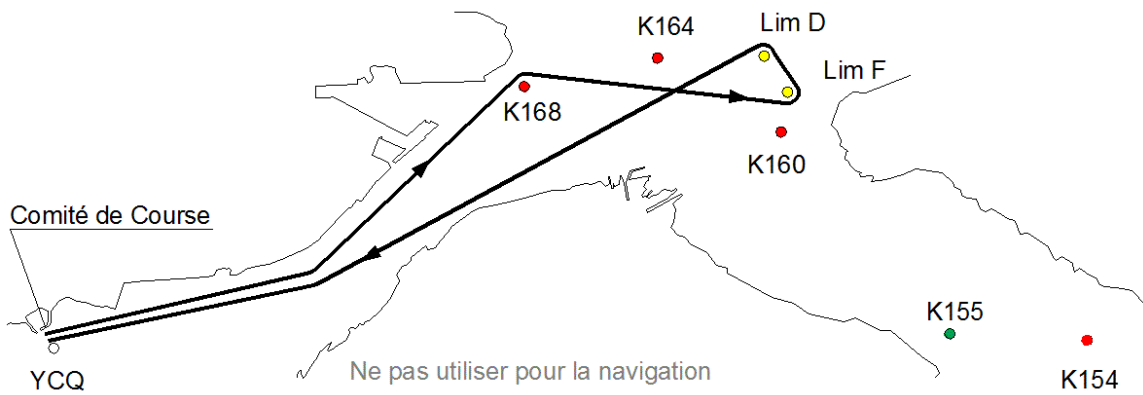 Lim D
K164
Lim F
K168
K160
Comité de Course
K155
YCQ
Ne pas utiliser pour la navigation
K154